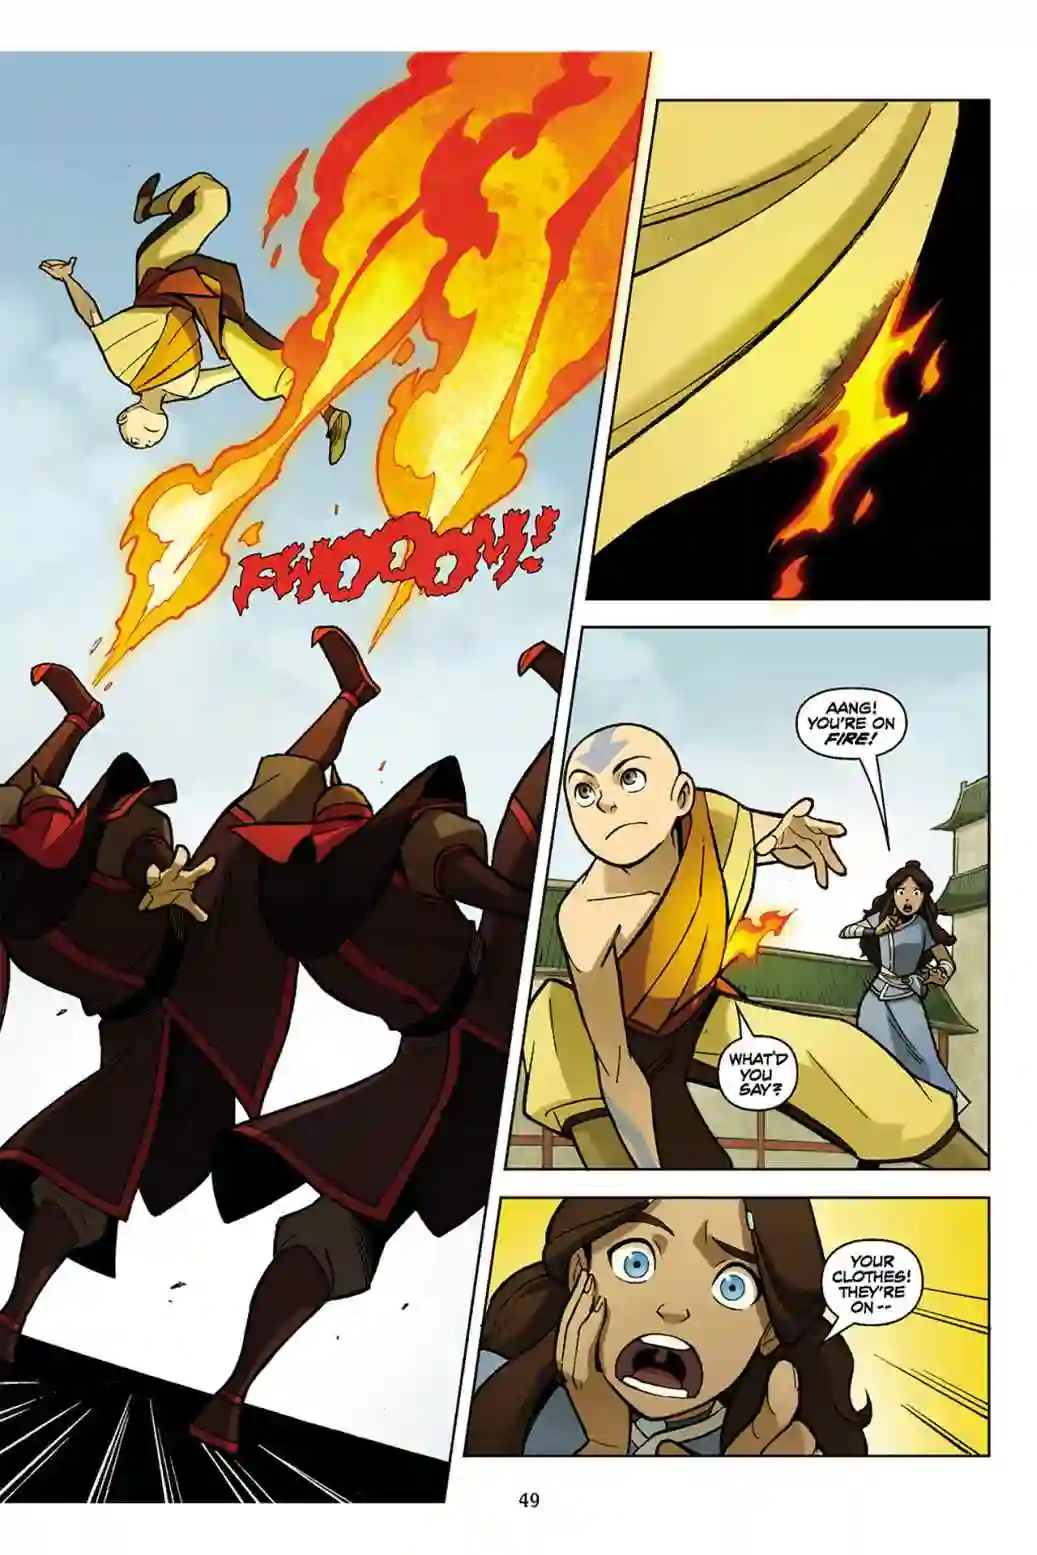 FWOOOM!
AANG!
YOU'RE ON
FIRE!
WHAT'D
YOU
SAY?
YOUR
CLOTHES!
THEY'RE
ON--
49